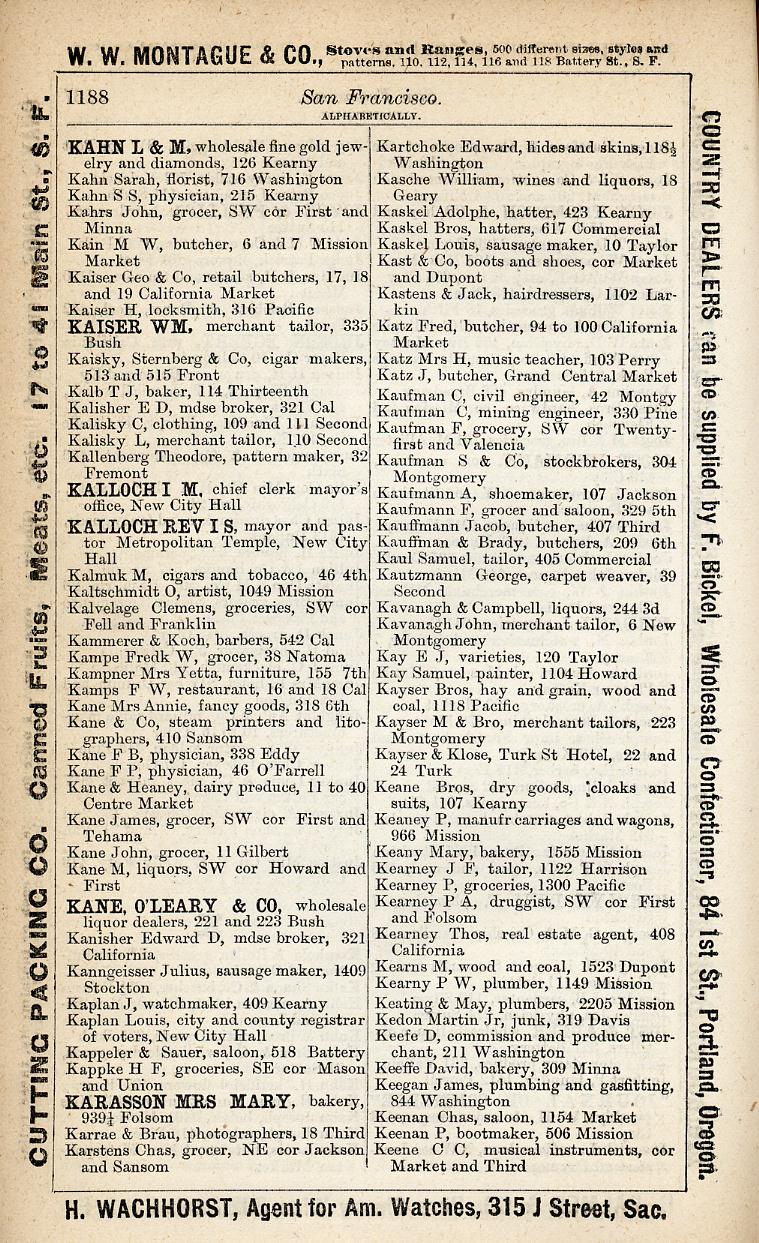 W. W. MONTAGUE & CO., Stoves and Ranges, 500 different sizes, styles and
patterns, 110, 112, 114, 116 and 118 Battery St., S. F.
1188
San Francisco.
ALPHABETICALLY.
KAHN L & M, wholesale fine gold jew-
elry and diamonds, 126 Kearny
Kahn Sarah, florist, 716 Washington
Kahn S S, physician, 215 Kearny
Kahrs John, grocer, SW cor First and
Minna
Kain M W, butcher, 6 and 7 Mission
Market
Kaiser Geo & Co, retail butchers, 17, 18
and 19 California Market
Kaiser H, locksmith, 316 Pacific
KAISER WM, merchant tailor, 335
Bush
Kaisky, Sternberg & Co, cigar makers,
513 and 515 Front
Kalb T J, baker, 114 Thirteenth
Kalisher E D, mdse broker, 321 Cal
Kalisky C, clothing, 109 and 111 Second
Kalisky L, merchant tailor, 110 Second
Kallenberg Theodore, pattern maker, 32
Fremont
KALLOCH I M, chief clerk mayor's
office, New City Hall
KALLOCH REV I S, mayor and pas-
tor Metropolitan Temple, New City
Hall
Kalmuk M, cigars and tobacco, 46 4th
Kaltschmidt O, artist, 1049 Mission
Kalvelage Clemens, groceries, SW cor
Fell and Franklin
Kammerer & Koch, barbers, 542 Cal
Kampe Fredk W, grocer, 38 Natoma
Kampner Mrs Yetta, furniture, 155 7th
Kamps F W, restaurant, 16 and 18 Cal
Kane Mrs Annie, fancy goods, 318 6th
Kane & Co, steam printers and lito-
graphers, 410 Sansom
Kane F B, physician, 338 Eddy
Kane F P, physician, 46 O'Farrell
Kane & Heaney, dairy produce, 11 to 40
Centre Market
Kane James, grocer, SW cor First and
Tehama
Kane John, grocer, 11 Gilbert
Kane M, liquors, SW cor Howard and
First
KANE, O'LEARY & CO, wholesale
liquor dealers, 221 and 223 Bush
Kanisher Edward D, mdse broker, 321
California
Kanngeisser Julius, sausage maker, 1409
Stockton
Kaplan J, watchmaker, 409 Kearny
Kaplan Louis, city and county registrar
of voters, New City Hall
Kappeler & Sauer, saloon, 518 Battery
Kappke H F, groceries, SE cor Mason
and Union
KARASSON MRS MARY, bakery,
939½ Folsom
Karrae & Brau, photographers, 18 Third
Karstens Chas, grocer, NE cor Jackson
and Sansom
Kartchoke Edward, hides and skins, 118½
Washington
Kasche William, wines and liquors, 18
Geary
Kaskel Adolphe, hatter, 423 Kearny
Kaskel Bros, hatters, 617 Commercial
Kaskel Louis, sausage maker, 10 Taylor
Kast & Co, boots and shoes, cor Market
and Dupont
Kastens & Jack, hairdressers, 1102 Lar-
kin
Katz Fred, butcher, 94 to 100 California
Market
Katz Mrs H, music teacher, 103 Perry
Katz J, butcher, Grand Central Market
Kaufman C, civil engineer, 42 Montgy
Kaufman C, mining engineer, 330 Pine
Kaufman F, grocery, SW cor Twenty-
first and Valencia
Kaufman S & Co, stockbrokers, 304
Montgomery
Kaufmann A, shoemaker, 107 Jackson
Kaufmann F, grocer and saloon, 329 5th
Kauffmann Jacob, butcher, 407 Third
Kauffman & Brady, butchers, 209 6th
Kaul Samuel, tailor, 405 Commercial
Kautzmann George, carpet weaver, 39
Second
Kavanagh & Campbell, liquors, 244 3d
Kavanagh John, merchant tailor, 6 New
Montgomery
Kay E J, varieties, 120 Taylor
Kay Samuel, painter, 1104 Howard
Kayser Bros, hay and grain, wood and
coal, 1118 Pacific
Kayser M & Bro, merchant tailors, 223
Montgomery
Kayser & Klose, Turk St Hotel, 22 and
24 Turk
Keane Bros, dry goods, cloaks and
suits, 107 Kearny
Keaney P, manufr carriages and wagons,
966 Mission
Keany Mary, bakery, 1555 Mission
Kearney J F, tailor, 1122 Harrison
Kearney P, groceries, 1300 Pacific
Kearney P A, druggist, SW cor First
and Folsom
Kearney Thos, real estate agent, 408
California
Kearns M, wood and coal, 1523 Dupont
Kearny P W, plumber, 1149 Mission
Keating & May, plumbers, 2205 Mission
Kedon Martin Jr, junk, 319 Davis
Keefe D, commission and produce mer-
chant, 211 Washington
Keeffe David, bakery, 309 Minna
Keegan James, plumbing and gasfitting,
844 Washington
Keenan Chas, saloon, 1154 Market
Keenan P, bootmaker, 506 Mission
Keene C C, musical instruments, cor
Market and Third
CUTTING PACKING CO. Canned Fruits, Meats, etc. 17 to 41 Main St., S. F.
COUNTRY DEALERS can be supplied by F. Bickel, Wholesale Confectioner, 84 1st St., Portland, Oregon.
H. WACHHORST, Agent for Am. Watches, 315 J Street, Sac.